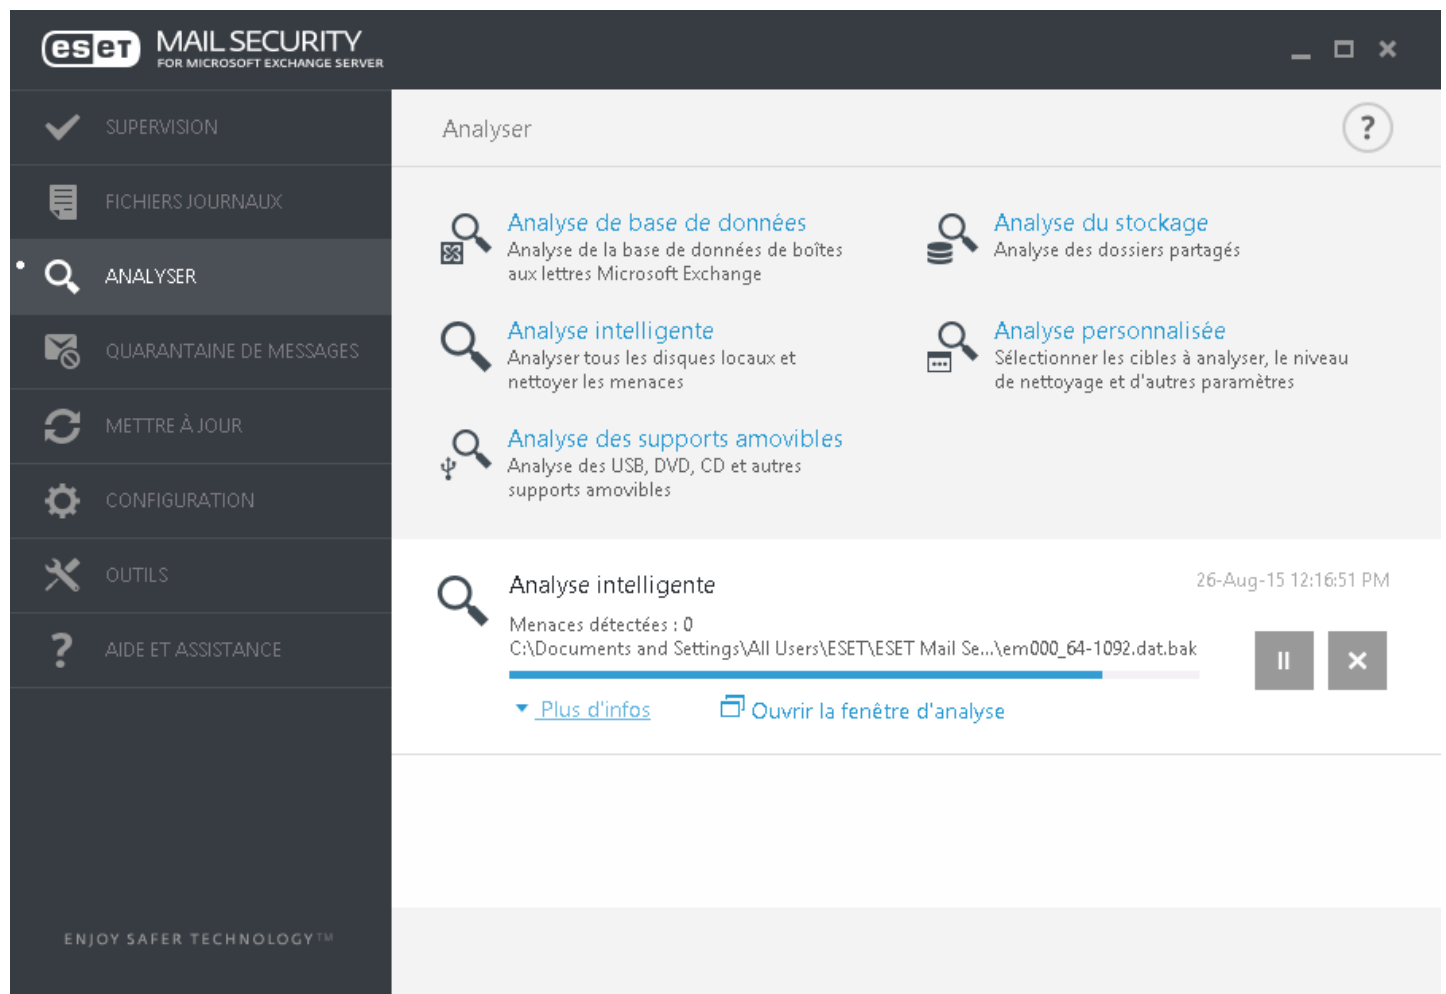 eset MAIL SECURITY
FOR MICROSOFT EXCHANGE SERVER
SUPERVISION
FICHIERS JOURNAUX
ANALYSER
QUARANTAINE DE MESSAGES
METTRE À JOUR
CONFIGURATION
OUTILS
AIDE ET ASSISTANCE
ENJOY SAFER TECHNOLOGY™
Analyser
?
Analyse de base de données
Analyse de la base de données de boîtes
aux lettres Microsoft Exchange
Analyse du stockage
Analyse des dossiers partagés
Analyse intelligente
Analyser tous les disques locaux et
nettoyer les menaces
Analyse personnalisée
Sélectionner les cibles à analyser, le niveau
de nettoyage et d'autres paramètres
Analyse des supports amovibles
Analyse des USB, DVD, CD et autres
supports amovibles
Analyse intelligente
26-Aug-15 12:16:51 PM
Menaces détectées : 0
C:\Documents and Settings\All Users\ESET\ESET Mail Se...\em000_64-1092.dat.bak
Plus d'infos
Ouvrir la fenêtre d'analyse